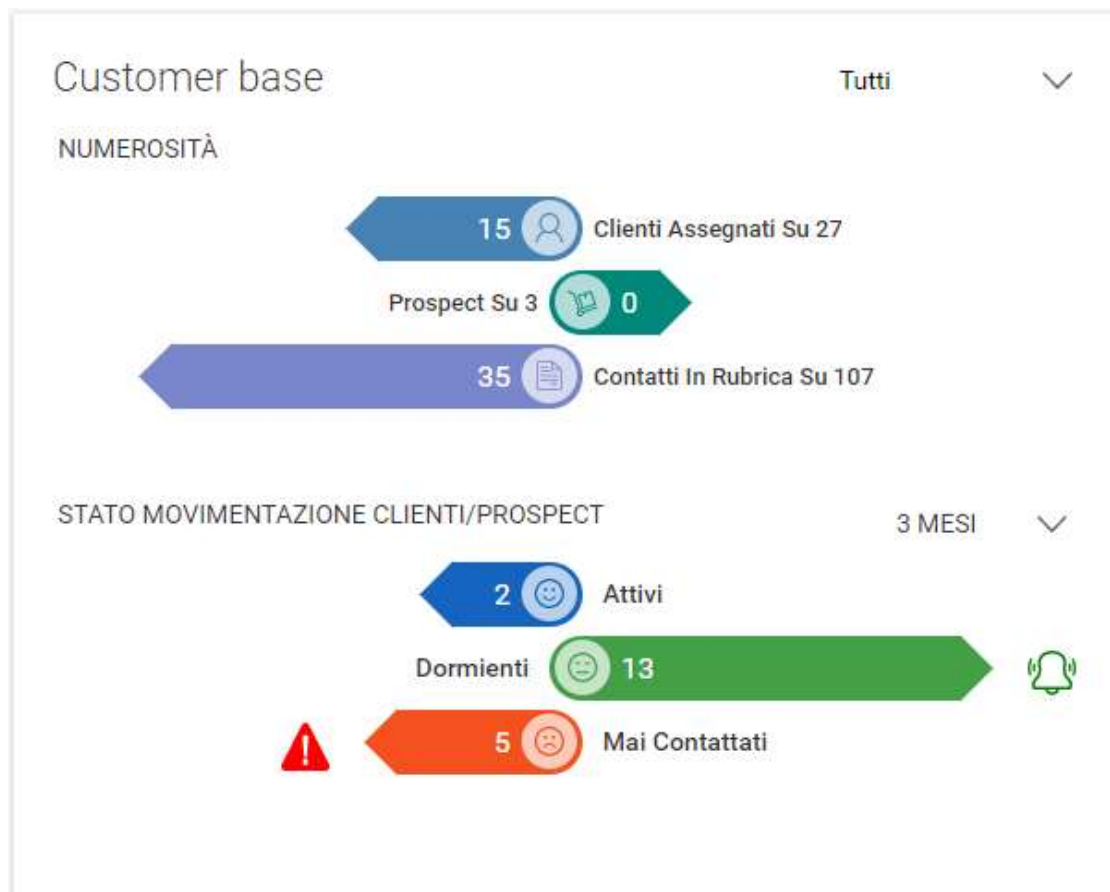 Customer base
Tutti
NUMEROSITÀ
15 Clienti Assegnati Su 27
Prospect Su 3 0
35 Contatti In Rubrica Su 107
STATO MOVIMENTAZIONE CLIENTI/PROSPECT
3 MESI
2 Attivi
Dormienti 13
5 Mai Contattati